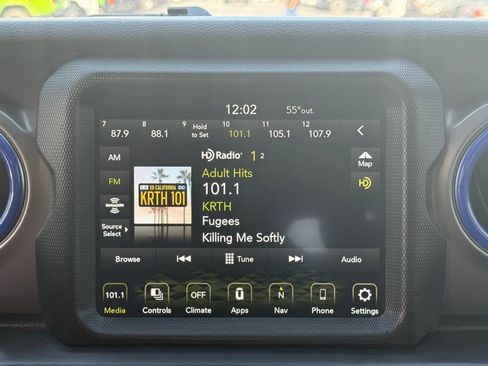 12:02 55°out.
7 8 Hold 10 11 12
87.9 88.1 to Set 101.1 105.1 107.9
AM
HD Radio 1 2
Map
Adult Hits
FM
101.1
HD
KRTH 101
KRTH
SiriusXM
Fugees
Source
Select
Killing Me Softly
Browse Tune Audio
101.1 OFF N
Media Controls Climate Apps Nav Phone Settings